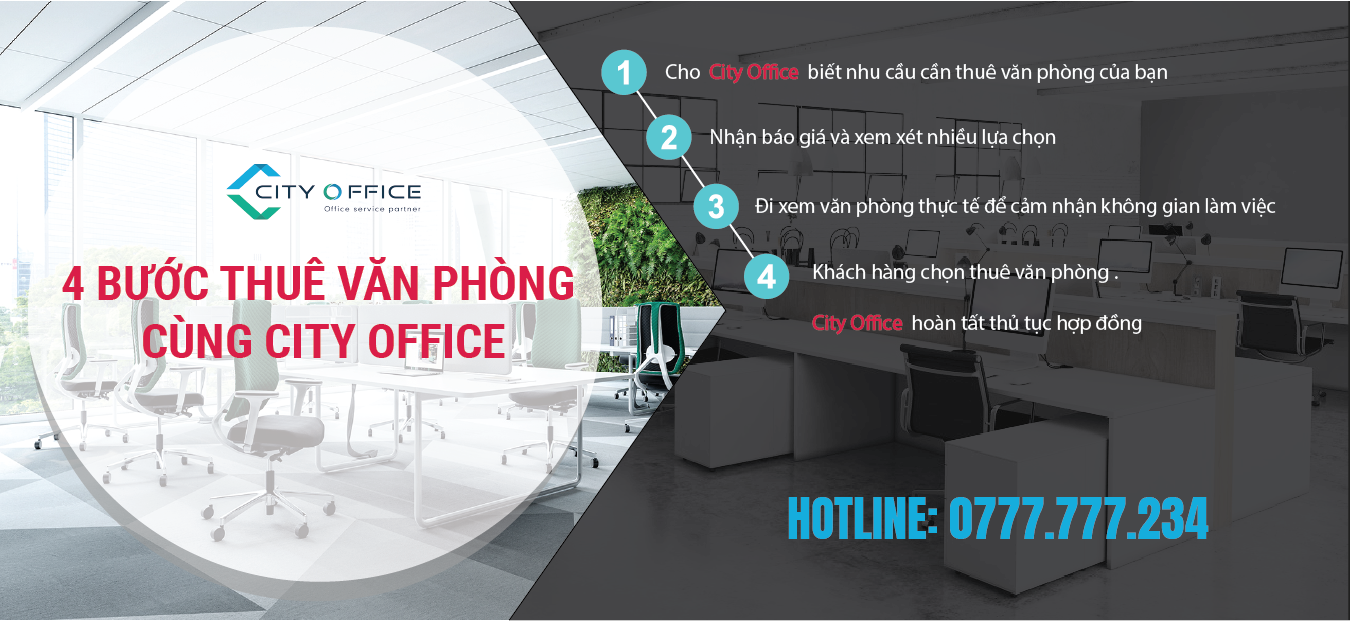 CITY OFFICE
Office service partner
4 BƯỚC THUÊ VĂN PHÒNG
CÙNG CITY OFFICE
1 Cho City Office biết nhu cầu cần thuê văn phòng của bạn
2 Nhận báo giá và xem xét nhiều lựa chọn
3 Đi xem văn phòng thực tế để cảm nhận không gian làm việc
4 Khách hàng chọn thuê văn phòng .
City Office hoàn tất thủ tục hợp đồng
HOTLINE: 0777.777.234